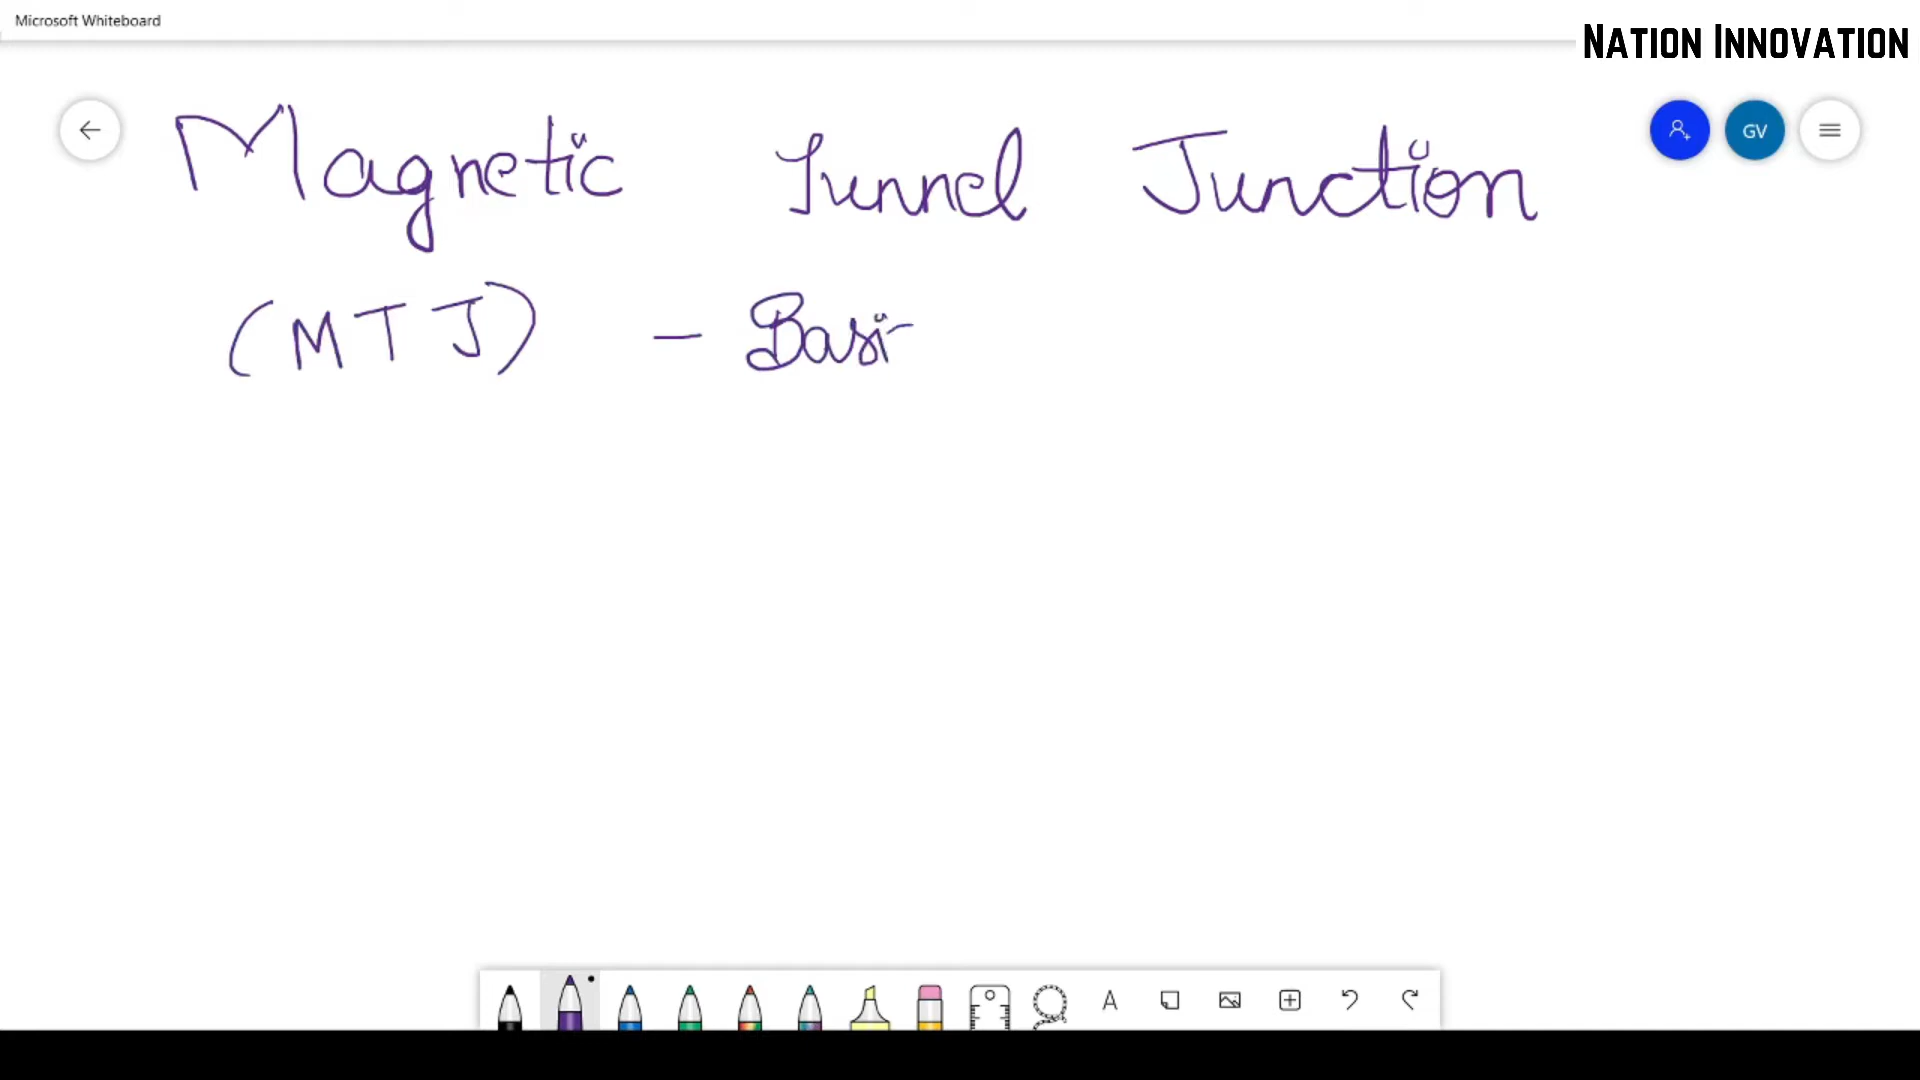 Microsoft Whiteboard
NATION INNOVATION
GV
Magnetic Tunnel Junction
(MTJ) - Basi
A